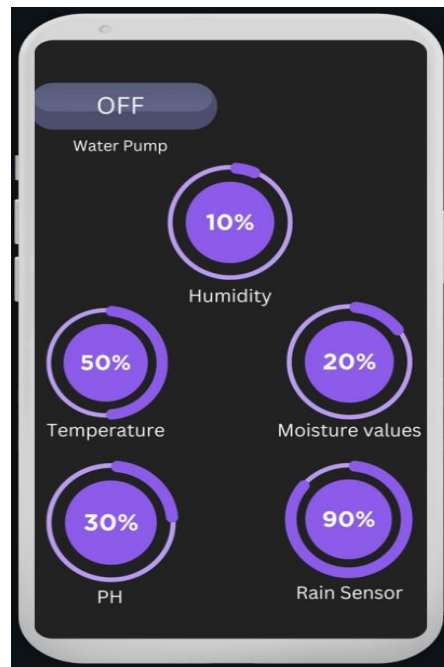 OFF
Water Pump
10%
Humidity
50%
20%
Temperature
Moisture values
30%
90%
PH
Rain Sensor